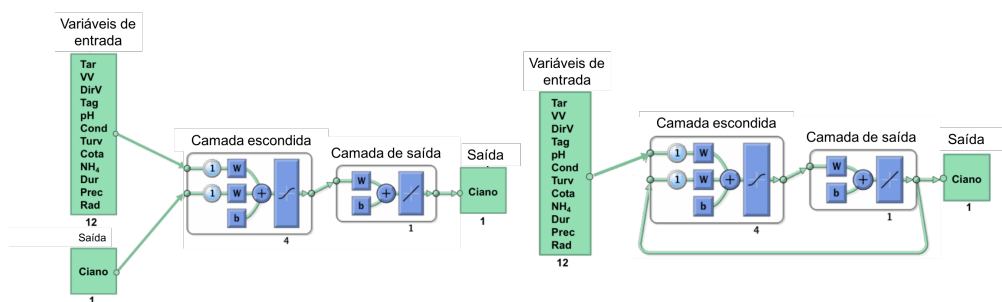 Variáveis de
entrada
Tar
VV
DirV
Tag
pH
Cond
Turv
Cota
NH4
Dur
Prec
Rad
12
Saída
Ciano
1
Camada escondida
1
W
1
W
+
b
4
Camada de saída
W
+
b
1
Saída
Ciano
1
Variáveis de
entrada
Tar
VV
DirV
Tag
pH
Cond
Turv
Cota
NH4
Dur
Prec
Rad
12
Camada escondida
1
W
1
W
+
b
4
Camada de saída
W
+
b
1
Saída
Ciano
1